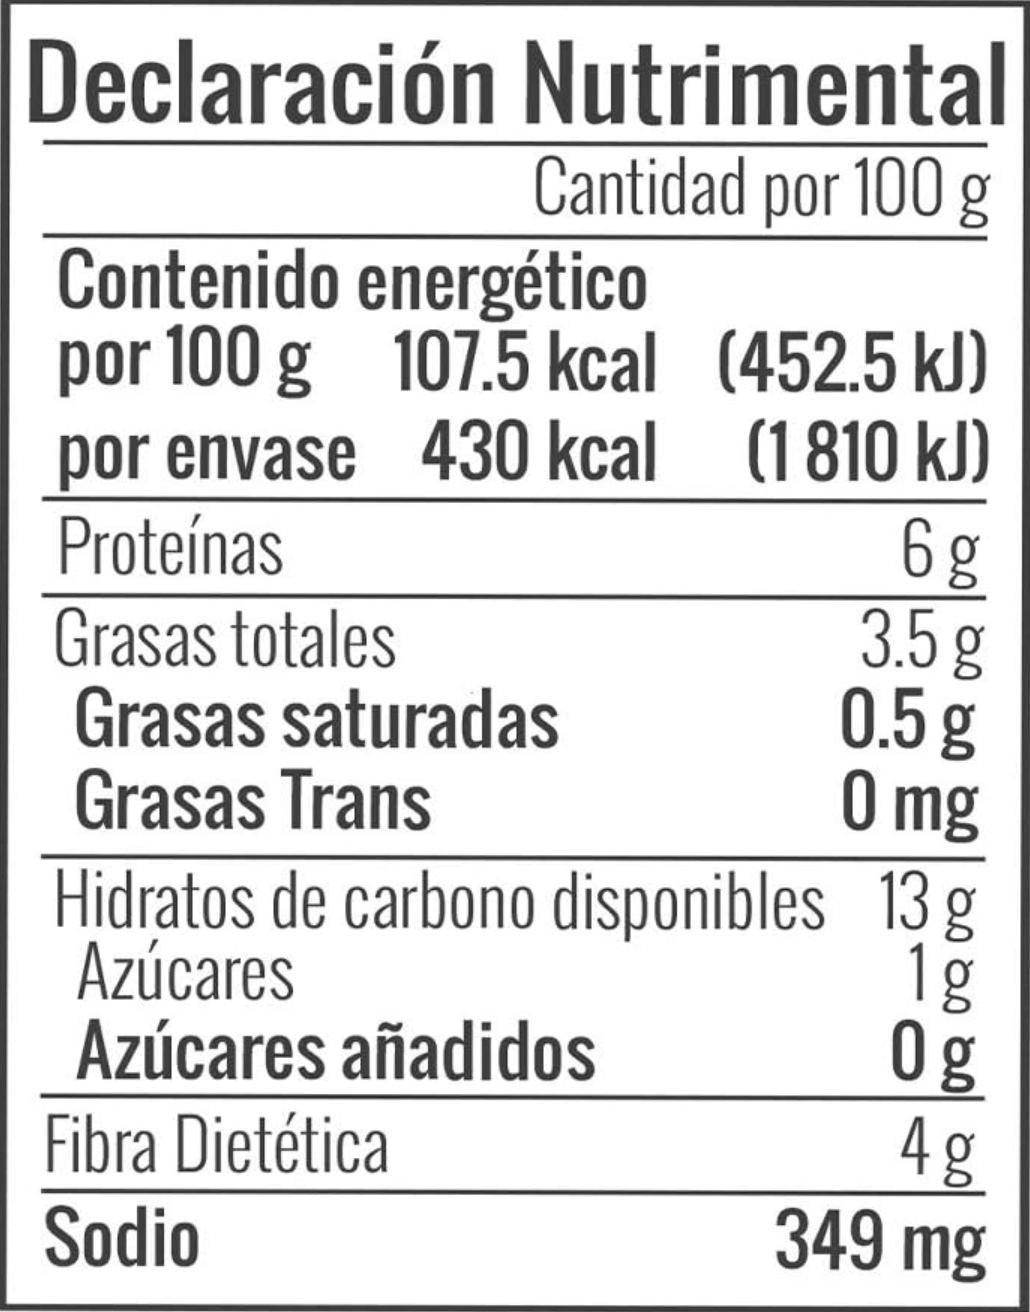 Declaración Nutrimental
Cantidad por 100 g
Contenido energético
por 100 g 107.5 kcal (452.5 kJ)
por envase 430 kcal (1 810 kJ)
Proteínas 6 g
Grasas totales 3.5 g
Grasas saturadas 0.5 g
Grasas Trans 0 mg
Hidratos de carbono disponibles 13 g
Azúcares 1 g
Azúcares añadidos 0 g
Fibra Dietética 4 g
Sodio 349 mg